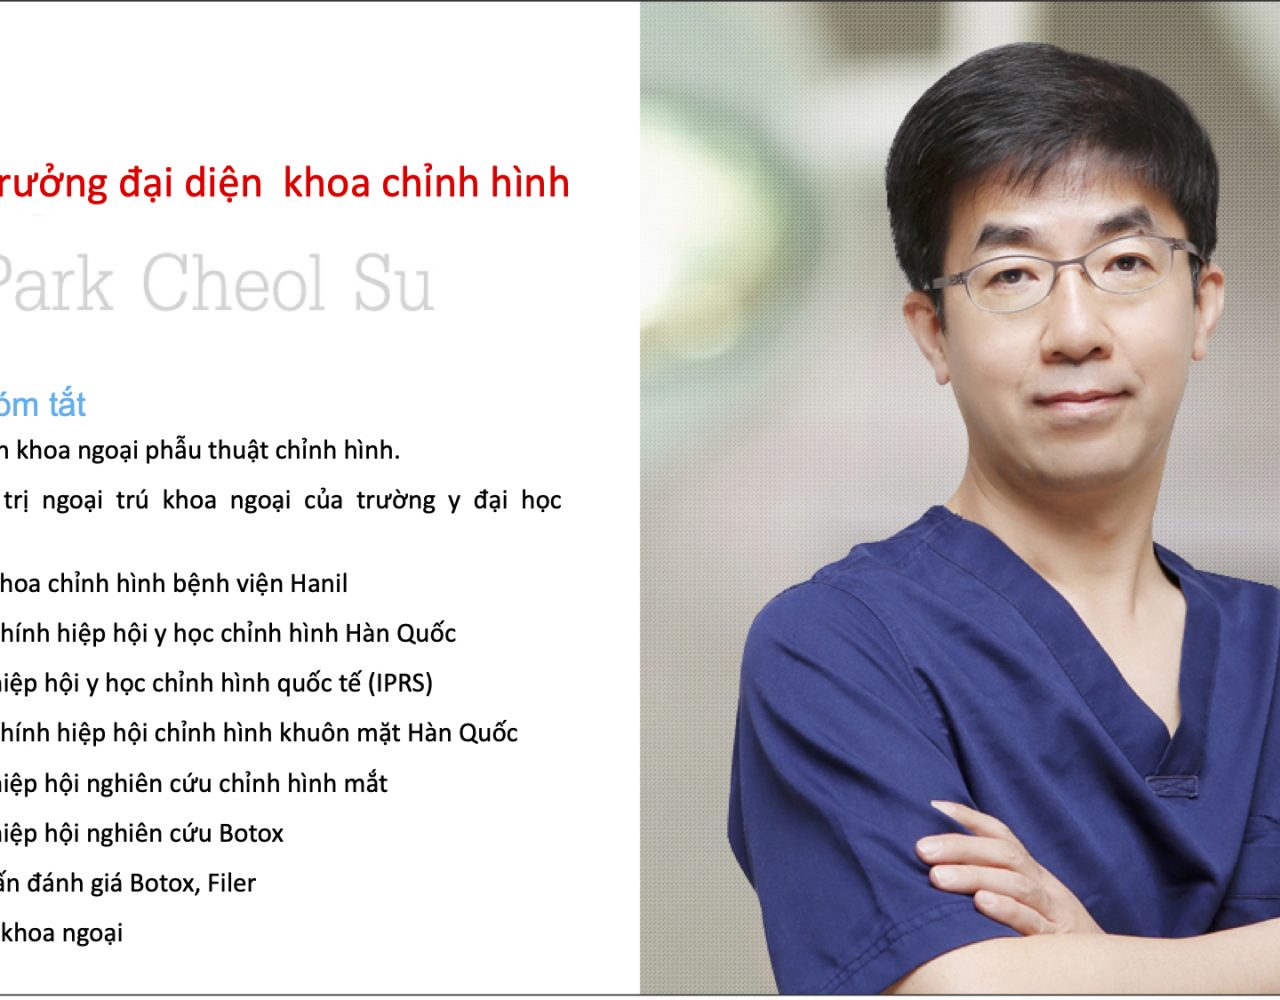 rưởng đại diện khoa chỉnh hình
Park Cheol Su
óm tắt
n khoa ngoại phẫu thuật chỉnh hình.
trị ngoại trú khoa ngoại của trường y đại học
hoa chỉnh hình bệnh viện Hanil
hính hiệp hội y học chỉnh hình Hàn Quốc
iệp hội y học chỉnh hình quốc tế (IPRS)
hính hiệp hội chỉnh hình khuôn mặt Hàn Quốc
iệp hội nghiên cứu chỉnh hình mắt
iệp hội nghiên cứu Botox
ấn đánh giá Botox, Filer
khoa ngoại